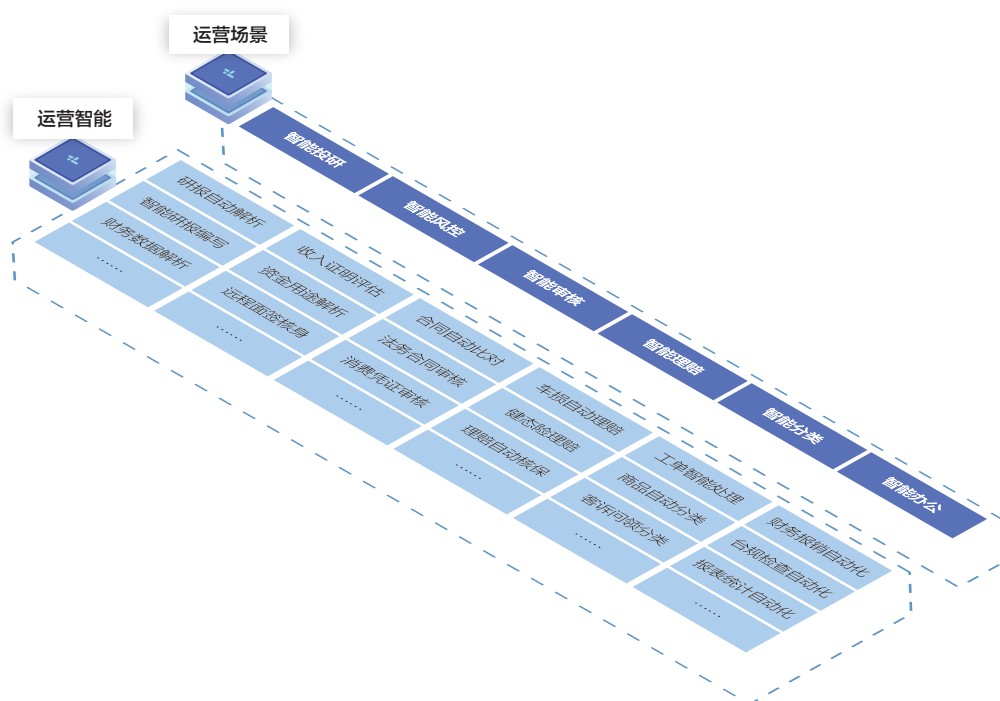 运营场景
运营智能
智能投研
智能风控
智能审核
智能理赔
智能分类
智能办公
研报自动解析
智能研报编写
财务数据解析
……
收入证明评估
资金用途解析
远程面签核身
……
合同自动比对
法务合同审核
消费凭证审核
……
车损自动理赔
健态险理赔
理赔自动核保
……
工单智能处理
商品自动分类
客诉问领分类
……
财务报销自动化
台规检查自动化
报表统计自动化
……